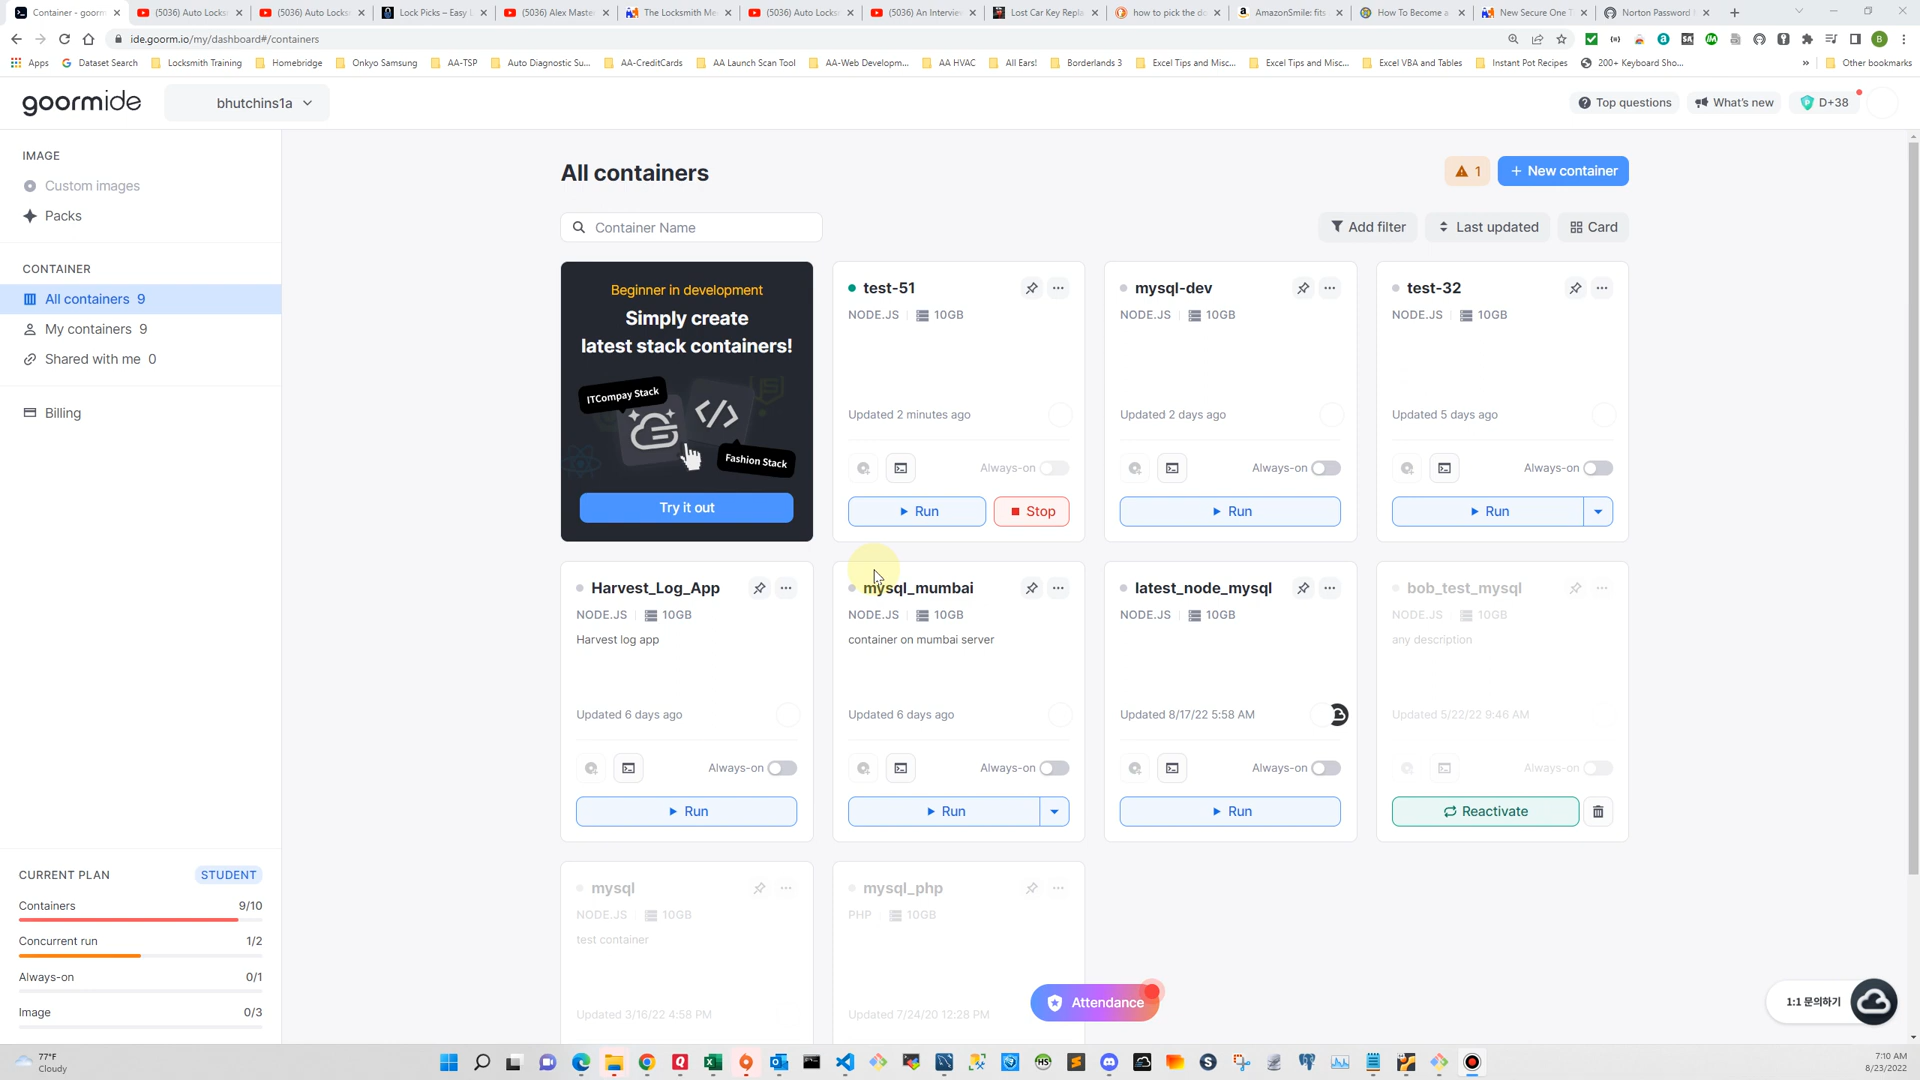 Container - goorm
(5036) Auto Locks
(5036) Auto Locks
Lock Picks – Easy
(5036) Alex Maste
The Locksmith M
(5036) Auto Locks
(5036) An Intervie
Lost Car Key Repla
how to pick the do
AmazonSmile: fits
How To Become a
New Secure One T
Norton Password
ide.goorm.io/my/dashboard#/containers
Apps
Dataset Search
Locksmith Training
Homebridge
Onkyo Samsung
AA-TSP
Auto Diagnostic Su...
AA-CreditCards
AA Launch Scan Tool
AA-Web Developm...
AA HVAC
All Ears!
Borderlands 3
Excel Tips and Misc...
Excel Tips and Misc...
Excel VBA and Tables
Instant Pot Recipes
200+ Keyboard Sho...
»
Other bookmarks
goormide
bhutchins1a
Top questions
What's new
D+38
IMAGE
Custom images
Packs
CONTAINER
All containers 9
My containers 9
Shared with me 0
Billing
CURRENT PLAN
STUDENT
Containers
9/10
Concurrent run
1/2
Always-on
0/1
Image
0/3
All containers
1
+ New container
Container Name
Add filter
Last updated
Card
Beginner in development
Simply create
latest stack containers!
ITCompay Stack
Fashion Stack
Try it out
test-51
NODE.JS
10GB
Updated 2 minutes ago
Always-on
Run
Stop
mysql-dev
NODE.JS
10GB
Updated 2 days ago
Always-on
Run
test-32
NODE.JS
10GB
Updated 5 days ago
Always-on
Run
Harvest_Log_App
NODE.JS
10GB
Harvest log app
Updated 6 days ago
Always-on
Run
mysql_mumbai
NODE.JS
10GB
container on mumbai server
Updated 6 days ago
Always-on
Run
latest_node_mysql
NODE.JS
10GB
Updated 8/17/22 5:58 AM
Always-on
Run
bob_test_mysql
NODE.JS
10GB
any description
Updated 5/22/22 9:46 AM
Always-on
Reactivate
mysql
NODE.JS
10GB
test container
Updated 3/16/22 4:58 PM
mysql_php
PHP
10GB
Updated 7/24/20 12:28 PM
Attendance
1:1 문의하기
77°F
Cloudy
7:10 AM
8/23/2022